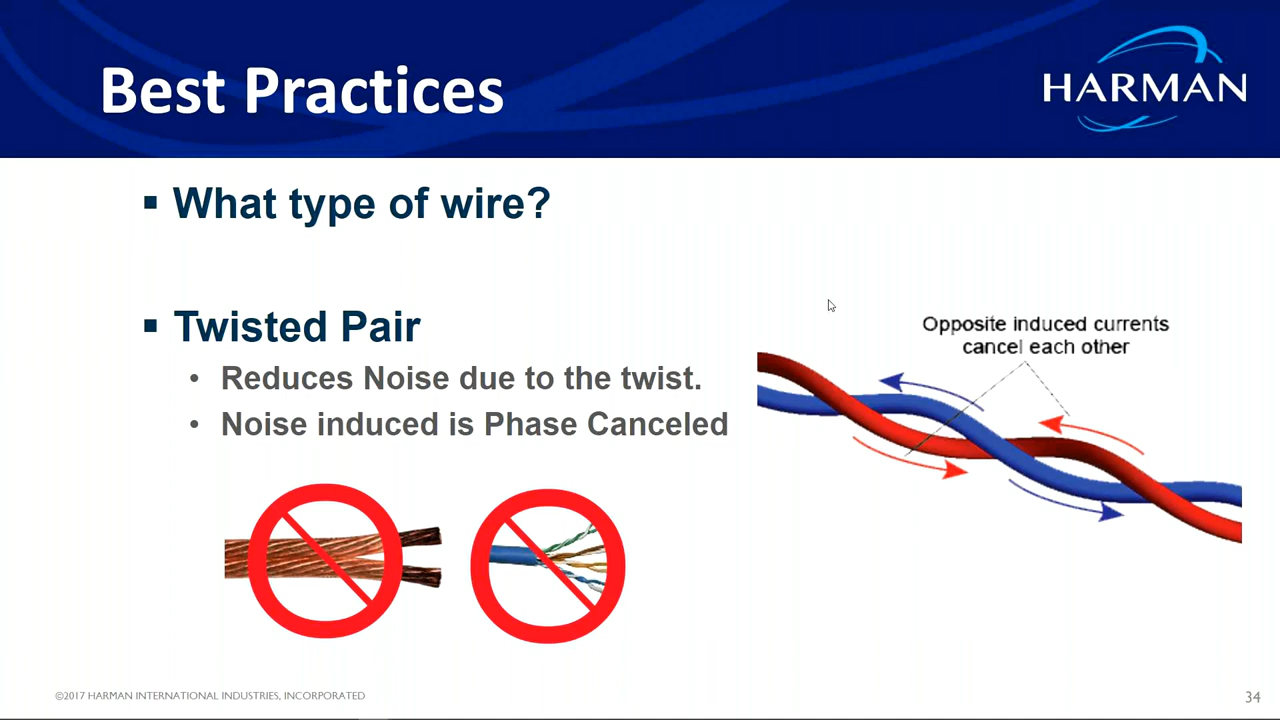 Best Practices
HARMAN
What type of wire?
Twisted Pair
Reduces Noise due to the twist.
Noise induced is Phase Canceled
Opposite induced currents
cancel each other
©2017 HARMAN INTERNATIONAL INDUSTRIES, INCORPORATED
34